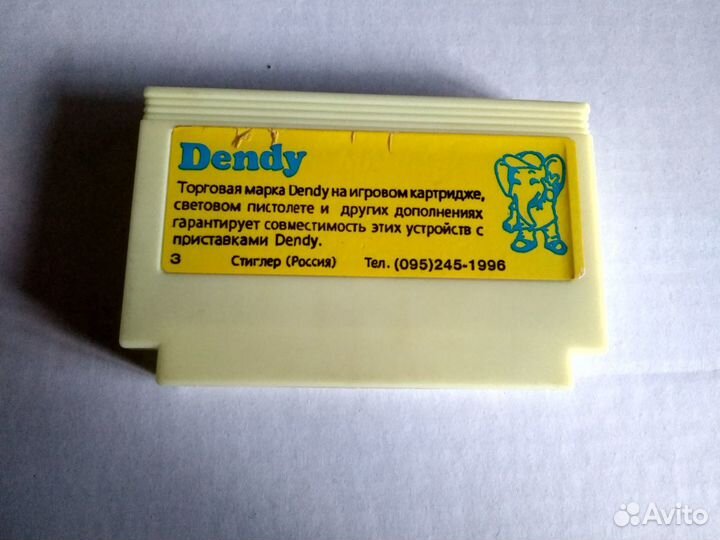 Dendy
Торговая марка Dendy на игровом картридже,
световом пистолете и других дополнениях
гарантирует совместимость этих устройств с
приставками Dendy.
3 Стиглер (Россия) Тел. (095)245-1996
Avito